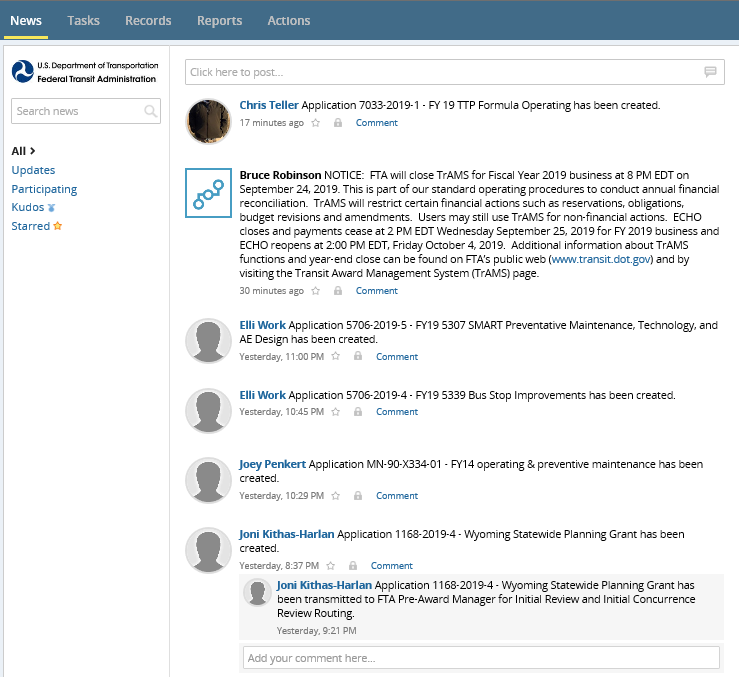 News Tasks Records Reports Actions
U.S. Department of Transportation
Federal Transit Administration
Search news
All >
Updates
Participating
Kudos
Starred
Click here to post...
Chris Teller Application 7033-2019-1 - FY 19 TTP Formula Operating has been created.
17 minutes ago Comment
Bruce Robinson NOTICE: FTA will close TrAMS for Fiscal Year 2019 business at 8 PM EDT on
September 24, 2019. This is part of our standard operating procedures to conduct annual financial
reconciliation. TrAMS will restrict certain financial actions such as reservations, obligations,
budget revisions and amendments. Users may still use TrAMS for non-financial actions. ECHO
closes and payments cease at 2 PM EDT Wednesday September 25, 2019 for FY 2019 business and
ECHO reopens at 2:00 PM EDT, Friday October 4, 2019. Additional information about TrAMS
functions and year-end close can be found on FTA's public web (www.transit.dot.gov) and by
visiting the Transit Award Management System (TrAMS) page.
30 minutes ago Comment
Elli Work Application 5706-2019-5 - FY19 5307 SMART Preventative Maintenance, Technology, and
AE Design has been created.
Yesterday, 11:00 PM Comment
Elli Work Application 5706-2019-4 - FY19 5339 Bus Stop Improvements has been created.
Yesterday, 10:45 PM Comment
Joey Penkert Application MN-90-X334-01 - FY14 operating & preventive maintenance has been
created.
Yesterday, 10:29 PM Comment
Joni Kithas-Harlan Application 1168-2019-4 - Wyoming Statewide Planning Grant has been
created.
Yesterday, 8:37 PM Comment
Joni Kithas-Harlan Application 1168-2019-4 - Wyoming Statewide Planning Grant has
been transmitted to FTA Pre-Award Manager for Initial Review and Initial Concurrence
Review Routing.
Yesterday, 9:21 PM
Add your comment here...